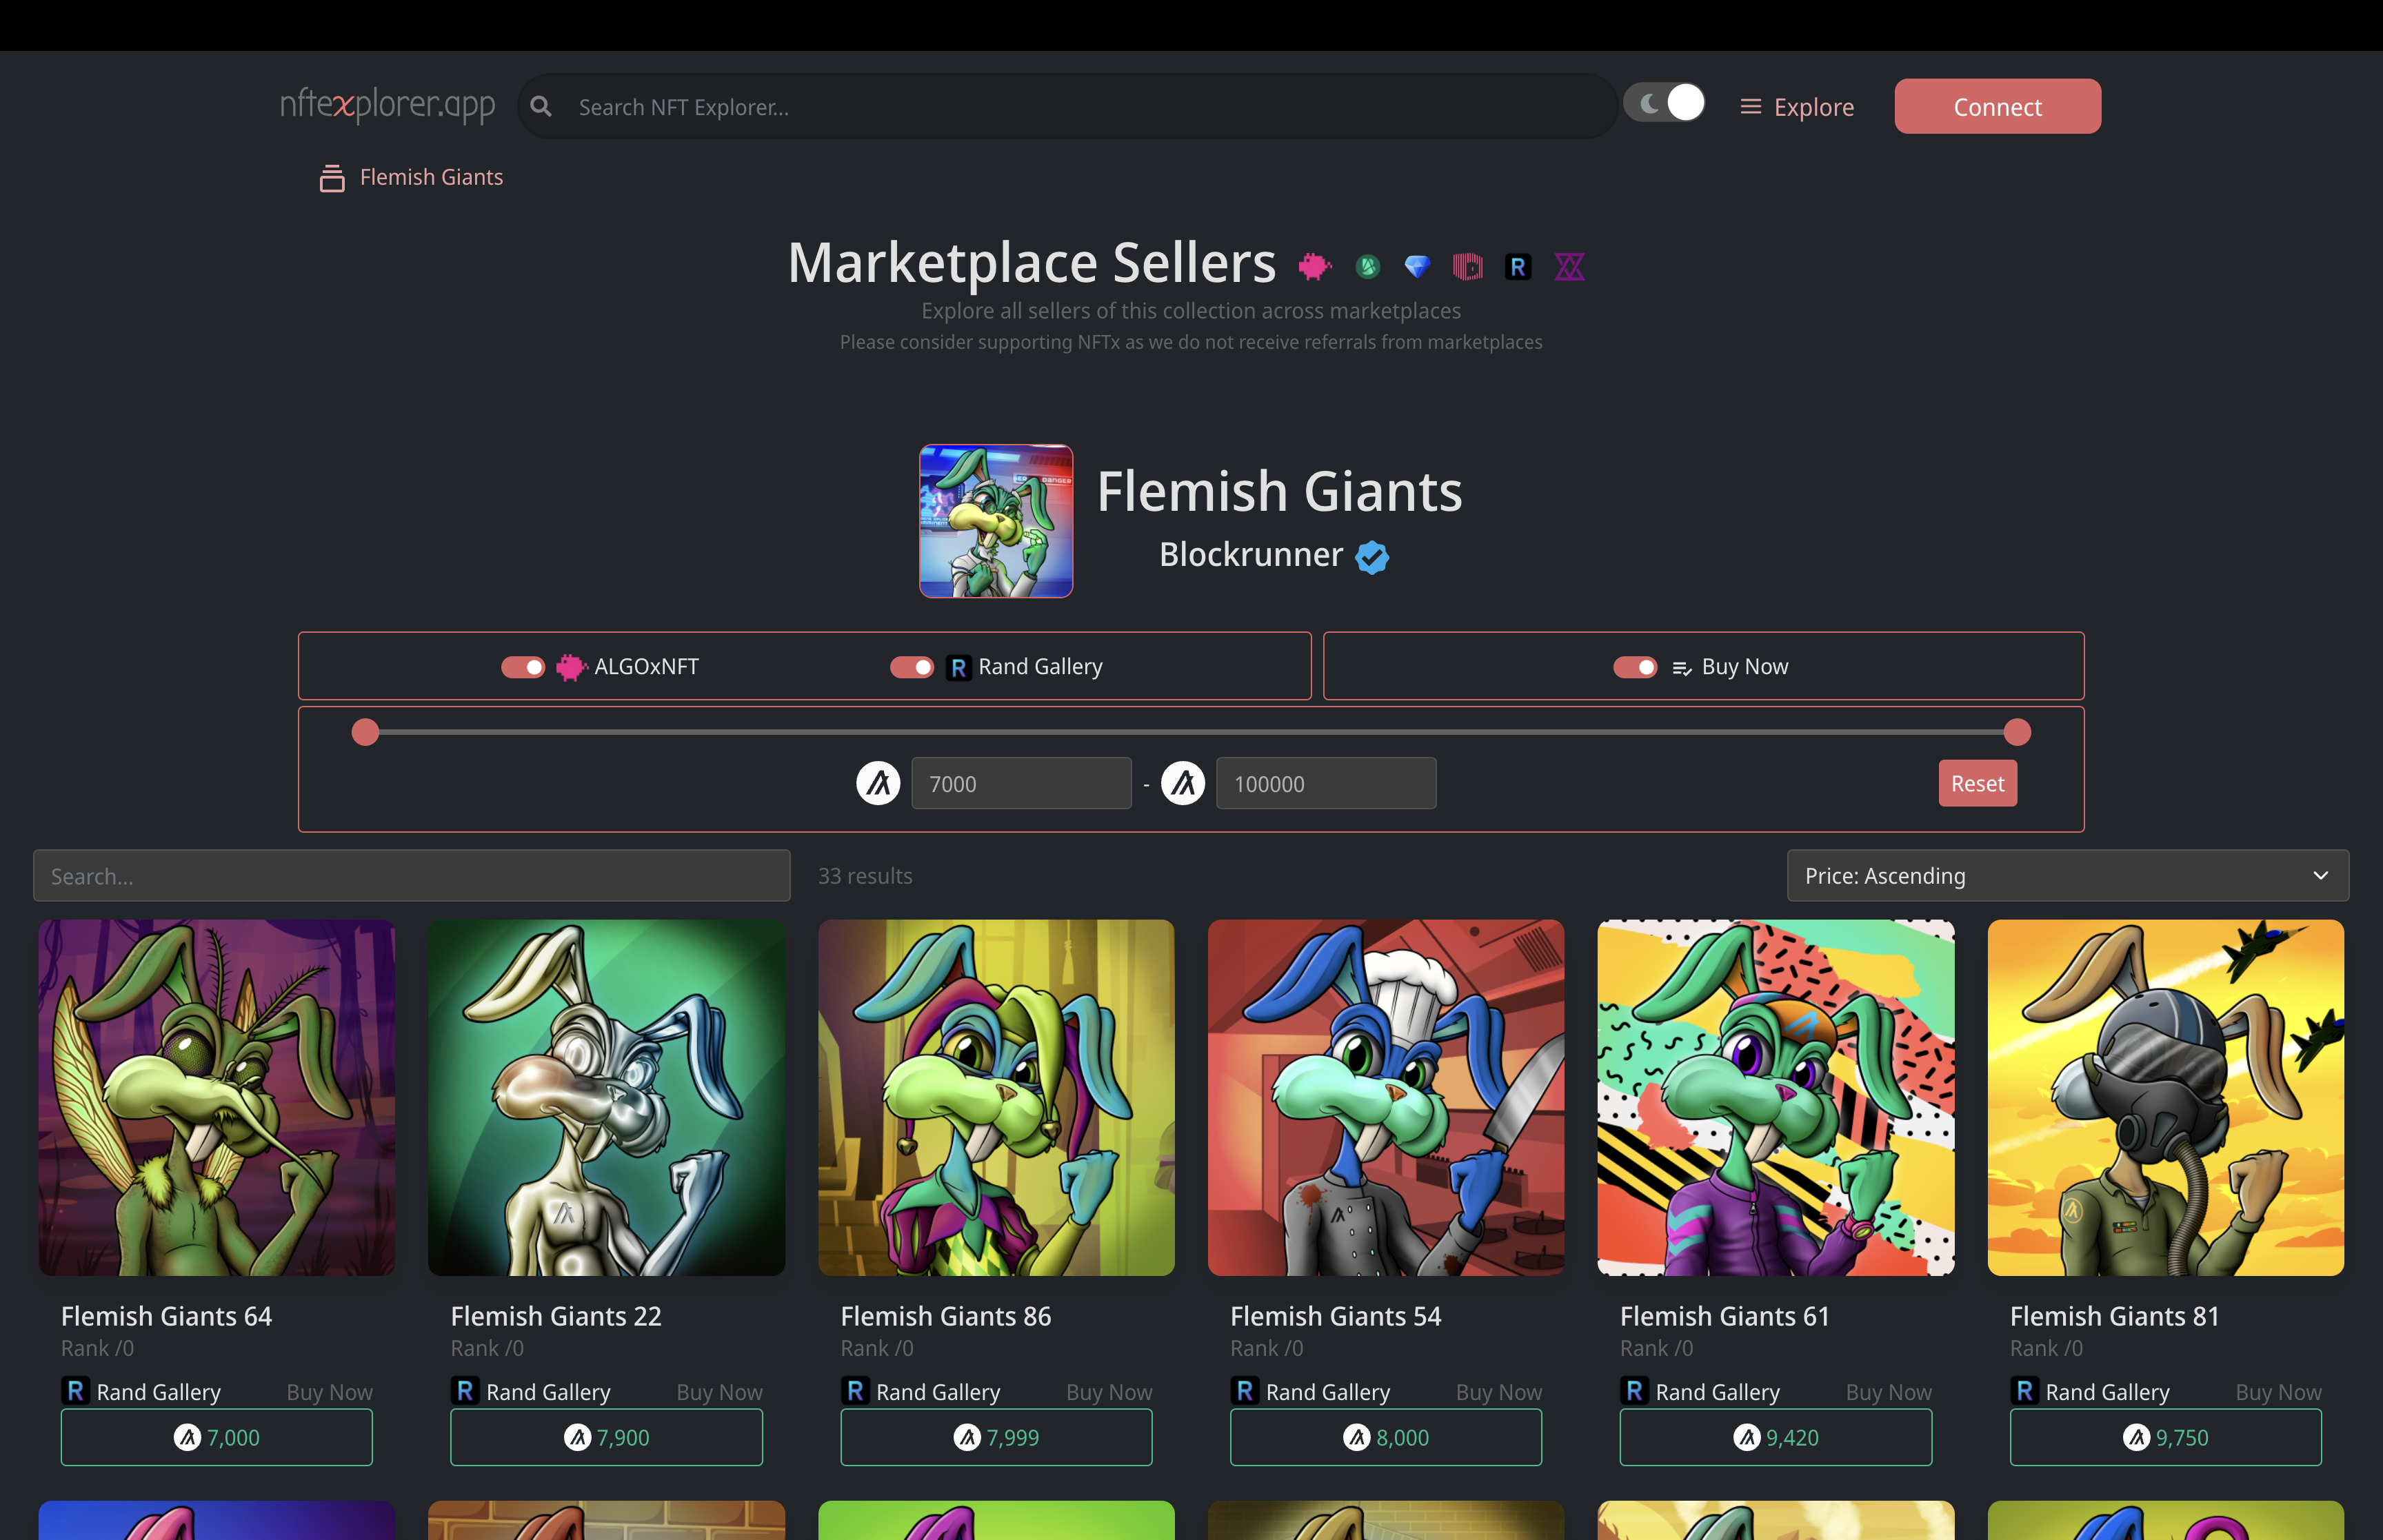 nftexplorer.app
Search NFT Explorer...
Explore
Connect
Flemish Giants
Marketplace Sellers
Explore all sellers of this collection across marketplaces
Please consider supporting NFTx as we do not receive referrals from marketplaces
Flemish Giants
Blockrunner
ALGOxNFT
R Rand Gallery
Buy Now
7000 - 100000
Reset
Search...
33 results
Price: Ascending
Flemish Giants 64
Rank /0
R Rand Gallery Buy Now
7,000
Flemish Giants 22
Rank /0
R Rand Gallery Buy Now
7,900
Flemish Giants 86
Rank /0
R Rand Gallery Buy Now
7,999
Flemish Giants 54
Rank /0
R Rand Gallery Buy Now
8,000
Flemish Giants 61
Rank /0
R Rand Gallery Buy Now
9,420
Flemish Giants 81
Rank /0
R Rand Gallery Buy Now
9,750